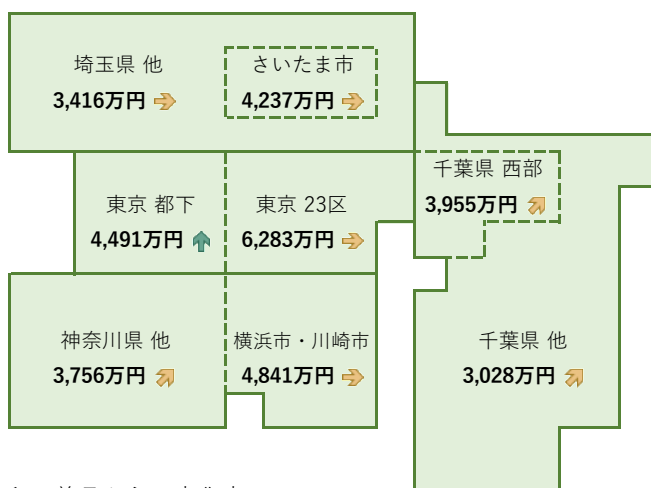 埼玉県 他
3,416万円
さいたま市
4,237万円
千葉県 西部
3,955万円
東京 都下
4,491万円
東京 23区
6,283万円
神奈川県 他
3,756万円
横浜市・川崎市
4,841万円
千葉県 他
3,028万円